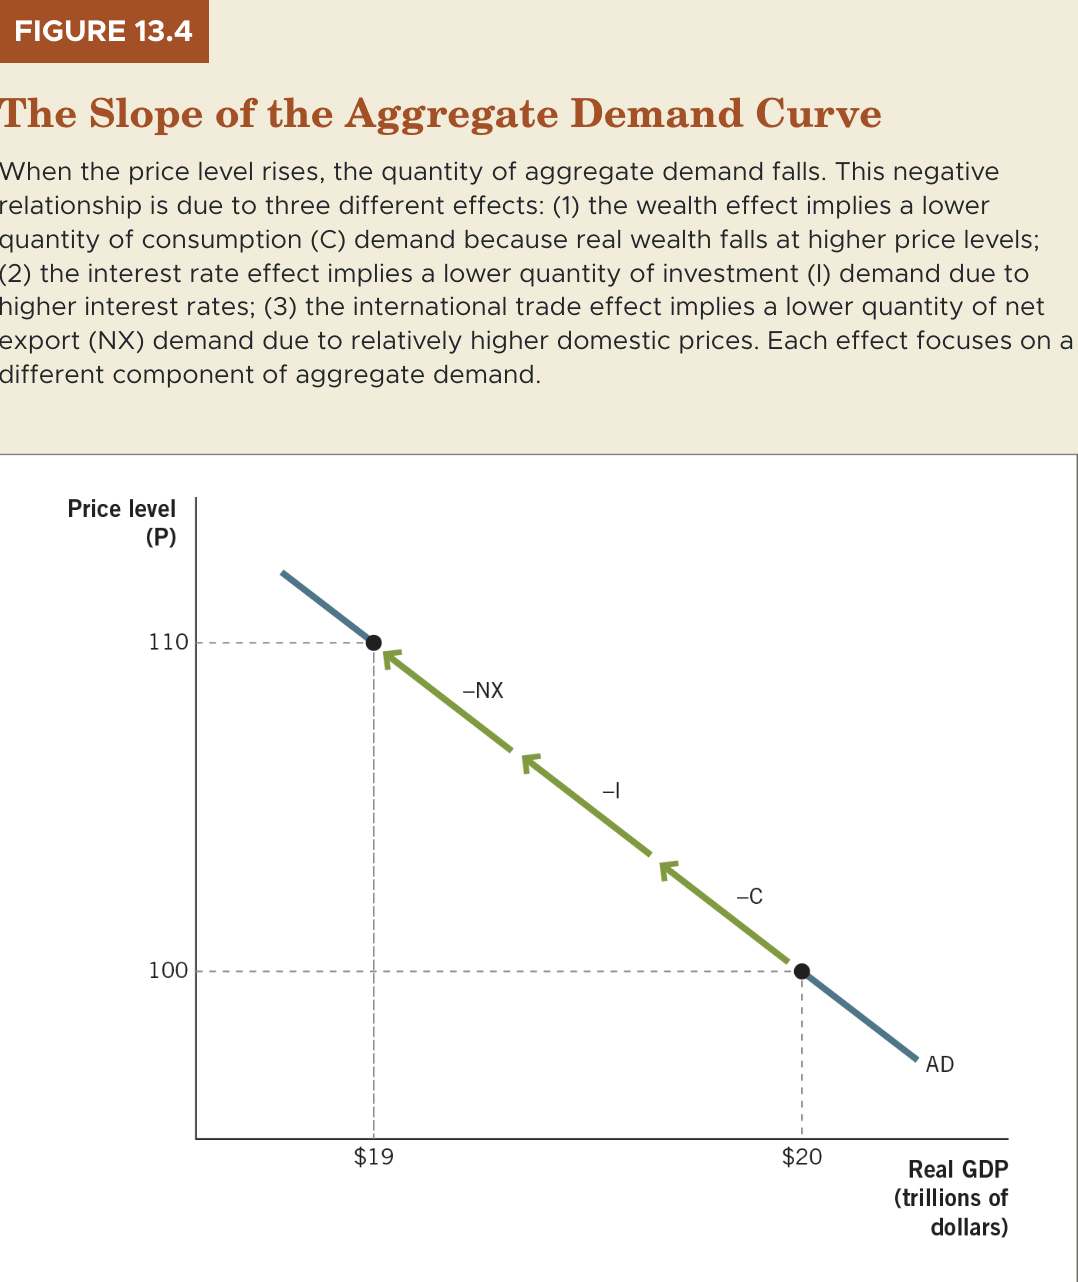 FIGURE 13.4
The Slope of the Aggregate Demand Curve
When the price level rises, the quantity of aggregate demand falls. This negative
relationship is due to three different effects: (1) the wealth effect implies a lower
quantity of consumption (C) demand because real wealth falls at higher price levels;
(2) the interest rate effect implies a lower quantity of investment (I) demand due to
higher interest rates; (3) the international trade effect implies a lower quantity of net
export (NX) demand due to relatively higher domestic prices. Each effect focuses on a
different component of aggregate demand.
Price level
(P)
110
–NX
–I
–C
100
AD
$19
$20
Real GDP
(trillions of
dollars)